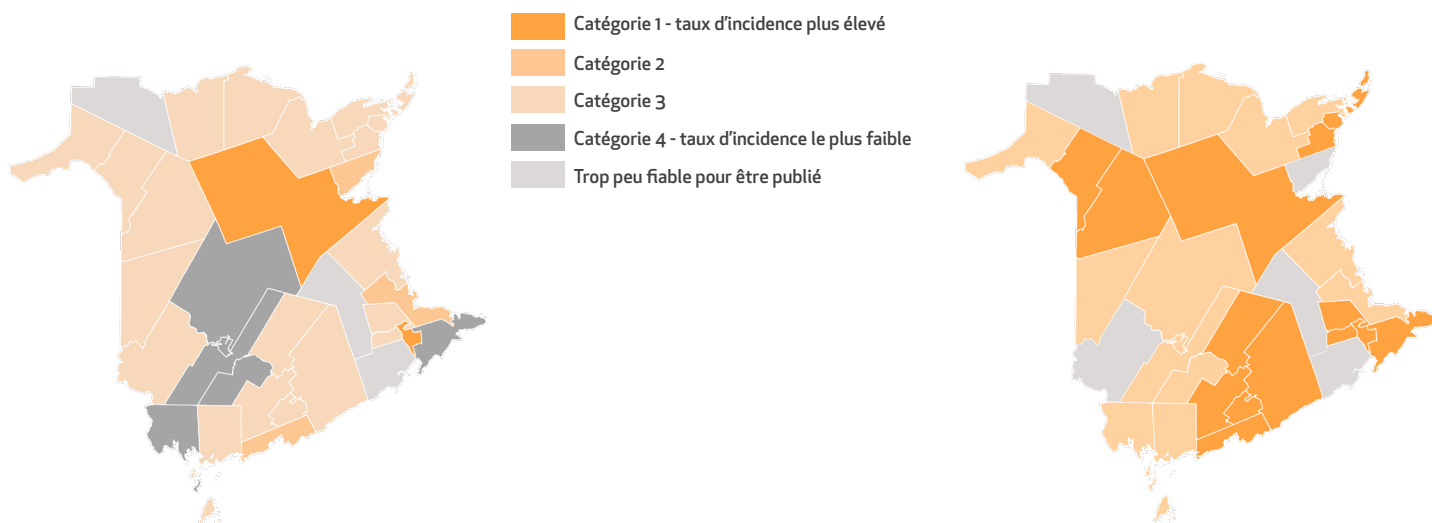 Catégorie 1 - taux d'incidence plus élevé
Catégorie 2
Catégorie 3
Catégorie 4 - taux d'incidence le plus faible
Trop peu fiable pour être publié